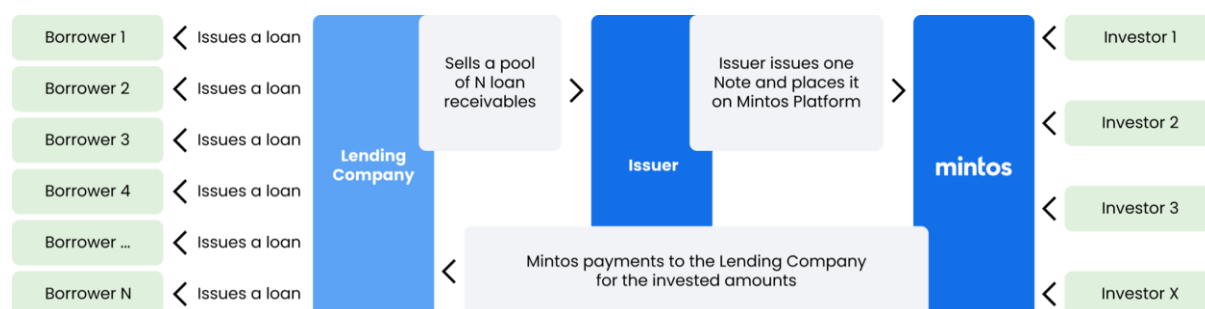 Borrower 1
Issues a loan
Borrower 2
Issues a loan
Borrower 3
Issues a loan
Borrower 4
Issues a loan
Borrower ...
Issues a loan
Borrower N
Issues a loan
Lending
Company
Sells a pool
of N loan
receivables
Issuer
Issuer issues one
Note and places it
on Mintos Platform
Mintos payments to the Lending Company
for the invested amounts
mintos
Investor 1
Investor 2
Investor 3
Investor X